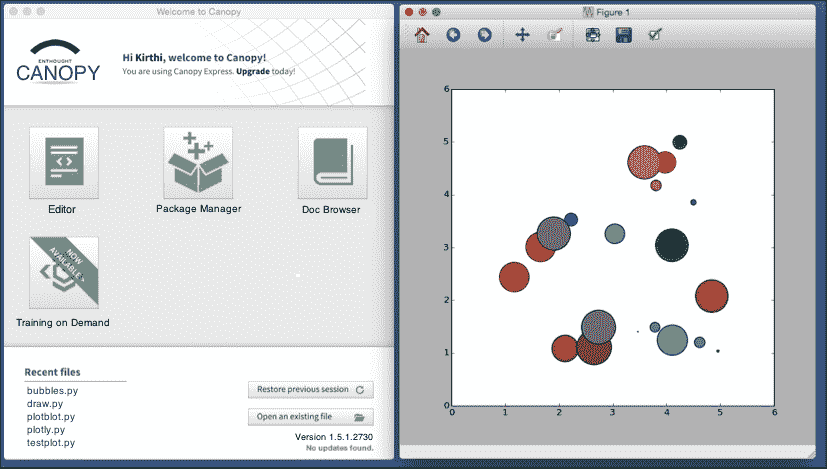 Welcome to Canopy
ENTHOUGHT
CANOPY
Hi Kirthi, welcome to Canopy!
You are using Canopy Express. Upgrade today!
Editor
Package Manager
Doc Browser
NOW
AVAILABLE
Training on Demand
Recent files
bubbles.py
draw.py
plotblot.py
plotly.py
testplot.py
Restore previous session
Open an existing file
Version 1.5.1.2730
No updates found.
Figure 1
6
5
4
3
2
1
0
0 1 2 3 4 5 6